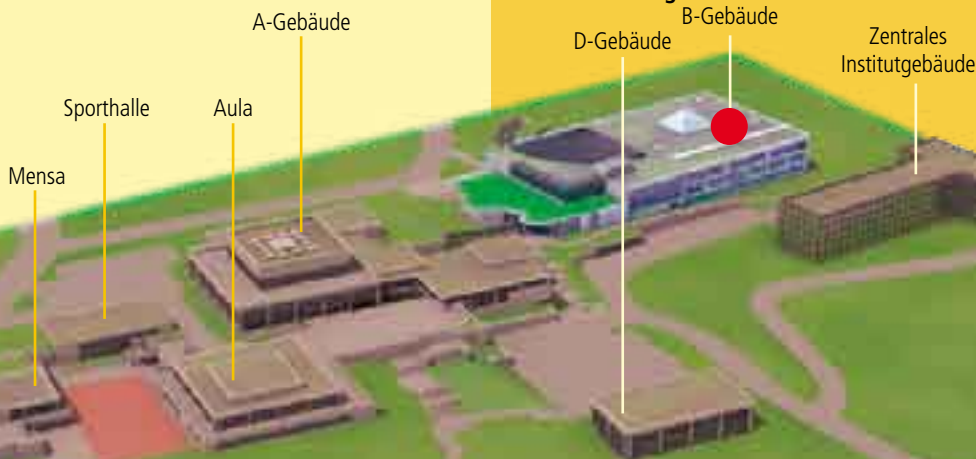 A-Gebäude
B-Gebäude
D-Gebäude
Zentrales
Institutgebäude
Sporthalle
Aula
Mensa